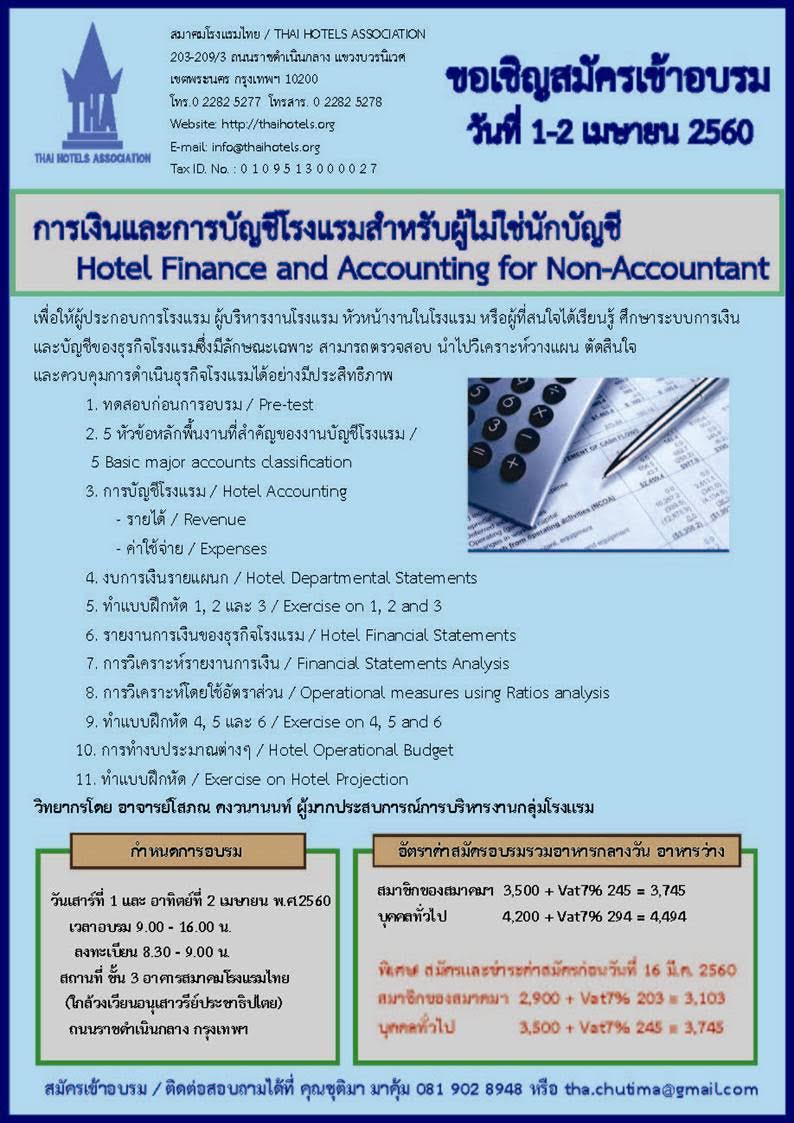 สมาคมโรงแรมไทย / THAI HOTELS ASSOCIATION
203-209/3 ถนนราชดำเนินกลาง แขวงบวรนิเวศ
เขตพระนคร กรุงเทพฯ 10200
โทร.0 2282 5277 โทรสาร. 0 2282 5278
Website: http://thaihotels.org
E-mail: info@thaihotels.org
Tax ID. No. : 0 1 0 9 5 1 3 0 0 0 0 2 7
THA
THAI HOTELS ASSOCIATION
ขอเชิญสมัครเข้าอบรม
วันที่ 1-2 เมษายน 2560
การเงินและการบัญชีโรงแรมสำหรับผู้ไม่ใช่นักบัญชี
Hotel Finance and Accounting for Non-Accountant
เพื่อให้ผู้ประกอบการโรงแรม ผู้บริหารงานโรงแรม หัวหน้างานในโรงแรม หรือผู้ที่สนใจได้เรียนรู้ ศึกษาระบบการเงิน
และบัญชีของธุรกิจโรงแรมซึ่งมีลักษณะเฉพาะ สามารถตรวจสอบ นำไปวิเคราะห์วางแผน ตัดสินใจ
และควบคุมการดำเนินธุรกิจโรงแรมได้อย่างมีประสิทธิภาพ
1. ทดสอบก่อนการอบรม / Pre-test
2. 5 หัวข้อหลักพื้นงานที่สำคัญของงานบัญชีโรงแรม /
5 Basic major accounts classification
3. การบัญชีโรงแรม / Hotel Accounting
- รายได้ / Revenue
- ค่าใช้จ่าย / Expenses
4. งบการเงินรายแผนก / Hotel Departmental Statements
5. ทำแบบฝึกหัด 1, 2 และ 3 / Exercise on 1, 2 and 3
6. รายงานการเงินของธุรกิจโรงแรม / Hotel Financial Statements
7. การวิเคราะห์รายงานการเงิน / Financial Statements Analysis
8. การวิเคราะห์โดยใช้อัตราส่วน / Operational measures using Ratios analysis
9. ทำแบบฝึกหัด 4, 5 และ 6 / Exercise on 4, 5 and 6
10. การทำงบประมาณต่างๆ / Hotel Operational Budget
11. ทำแบบฝึกหัด / Exercise on Hotel Projection
วิทยากรโดย อาจารย์โสภณ คงวนานนท์ ผู้มากประสบการณ์การบริหารงานกลุ่มโรงแรม
กำหนดการอบรม
วันเสาร์ที่ 1 และ อาทิตย์ที่ 2 เมษายน พ.ศ.2560
เวลาอบรม 9.00 - 16.00 น.
ลงทะเบียน 8.30 - 9.00 น.
สถานที่ ชั้น 3 อาคารสมาคมโรงแรมไทย
(ใกล้วงเวียนอนุเสาวรีย์ประชาธิปไตย)
ถนนราชดำเนินกลาง กรุงเทพฯ
อัตราค่าสมัครอบรมรวมอาหารกลางวัน อาหารว่าง
สมาชิกของสมาคมฯ 3,500 + Vat7% 245 = 3,745
บุคคลทั่วไป 4,200 + Vat7% 294 = 4,494
พิเศษ! สมัครและชำระค่าสมัครก่อนวันที่ 16 มี.ค. 2560
สมาชิกของสมาคมฯ 2,900 + Vat7% 203 = 3,103
บุคคลทั่วไป 3,500 + Vat7% 245 = 3,745
สมัครเข้าอบรม / ติดต่อสอบถามได้ที่ คุณชุติมา มาคุ้ม 081 902 8948 หรือ tha.chutima@gmail.com